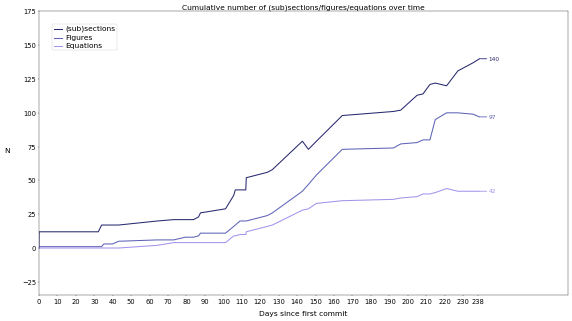 Cumulative number of (sub)sections/figures/equations over time
175
150
125
100
75
50
25
0
−25
N
(sub)sections
Figures
Equations
140
97
42
0 10 20 30 40 50 60 70 80 90 100 110 120 130 140 150 160 170 180 190 200 210 220 230 238
Days since first commit